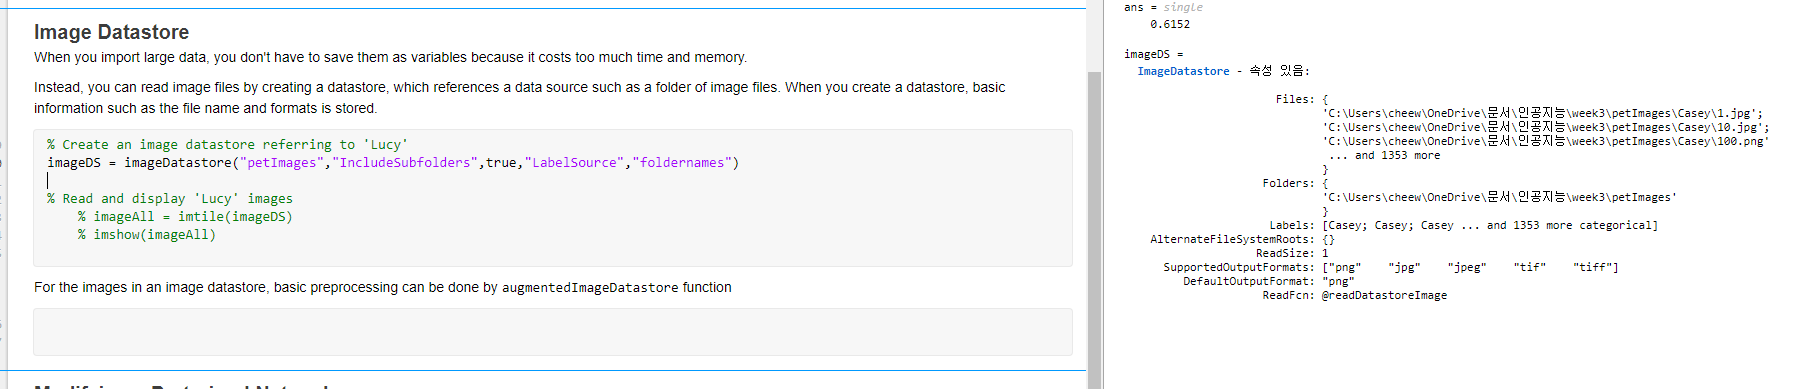 Image Datastore
When you import large data, you don't have to save them as variables because it costs too much time and memory.
Instead, you can read image files by creating a datastore, which references a data source such as a folder of image files. When you create a datastore, basic
information such as the file name and formats is stored.
% Create an image datastore referring to 'Lucy'
imageDS = imageDatastore("petImages","IncludeSubfolders",true,"LabelSource","foldernames")
% Read and display 'Lucy' images
% imageAll = imtile(imageDS)
% imshow(imageAll)
For the images in an image datastore, basic preprocessing can be done by augmentedImageDatastore function
ans = single
0.6152
imageDS =
ImageDatastore - 속성 있음:
Files: {
'C:\Users\cheew\OneDrive\문서\인공지능\week3\petImages\Casey\1.jpg';
'C:\Users\cheew\OneDrive\문서\인공지능\week3\petImages\Casey\10.jpg';
'C:\Users\cheew\OneDrive\문서\인공지능\week3\petImages\Casey\100.png'
... and 1353 more
}
Folders: {
'C:\Users\cheew\OneDrive\문서\인공지능\week3\petImages'
}
Labels: [Casey; Casey; Casey ... and 1353 more categorical]
AlternateFileSystemRoots: {}
ReadSize: 1
SupportedOutputFormats: ["png" "jpg" "jpeg" "tif" "tiff"]
DefaultOutputFormat: "png"
ReadFcn: @readDatastoreImage